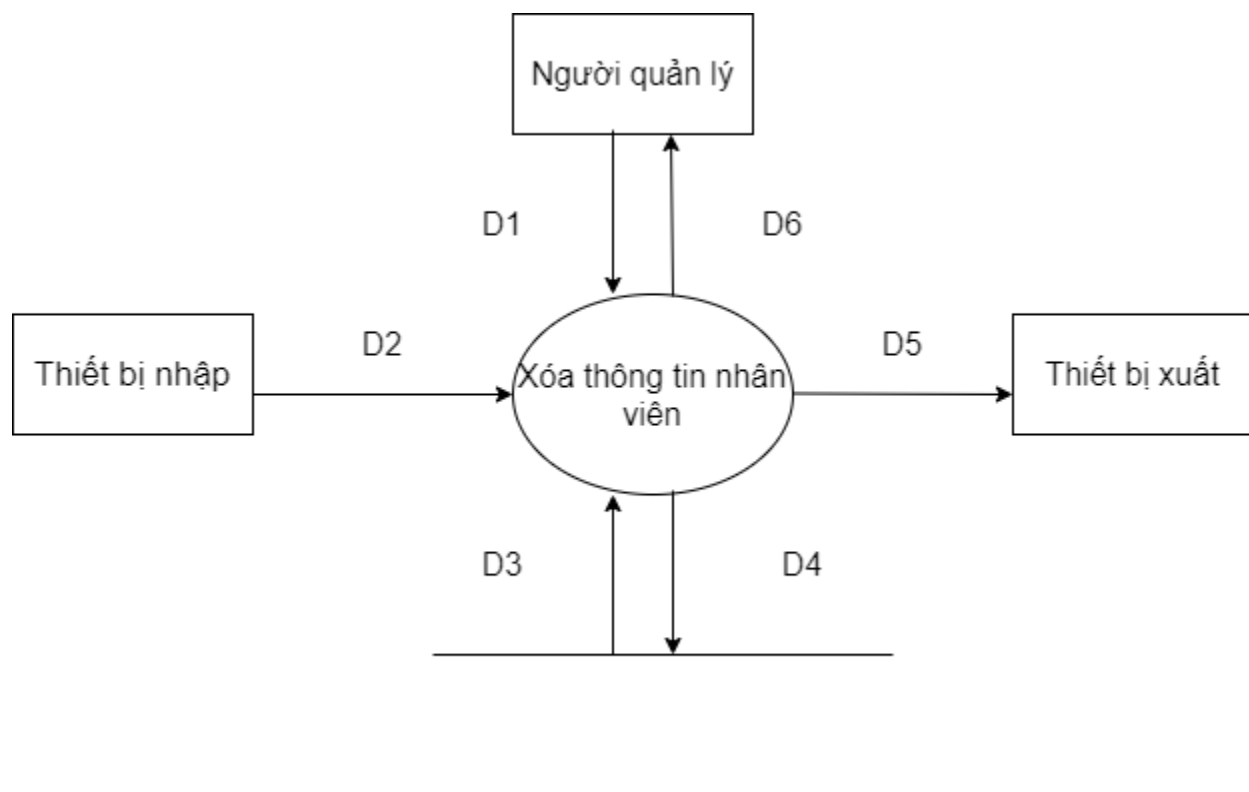 Người quản lý
D1
D6
Thiết bị nhập
D2
Xóa thông tin nhân
viên
D5
Thiết bị xuất
D3
D4